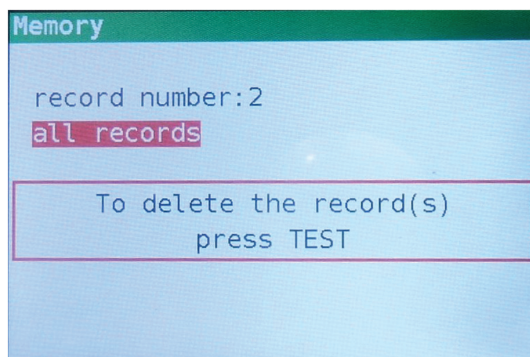 Memory
record number:2
all records
To delete the record(s)
press TEST